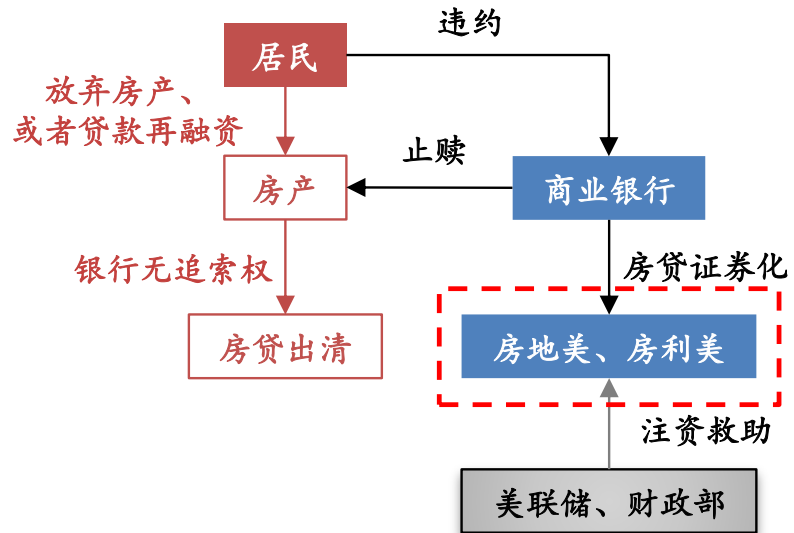 违约
居民
放弃房产、
或者贷款再融资
止赎
房产
商业银行
银行无追索权
房贷证券化
房贷出清
房地美、房利美
注资救助
美联储、财政部